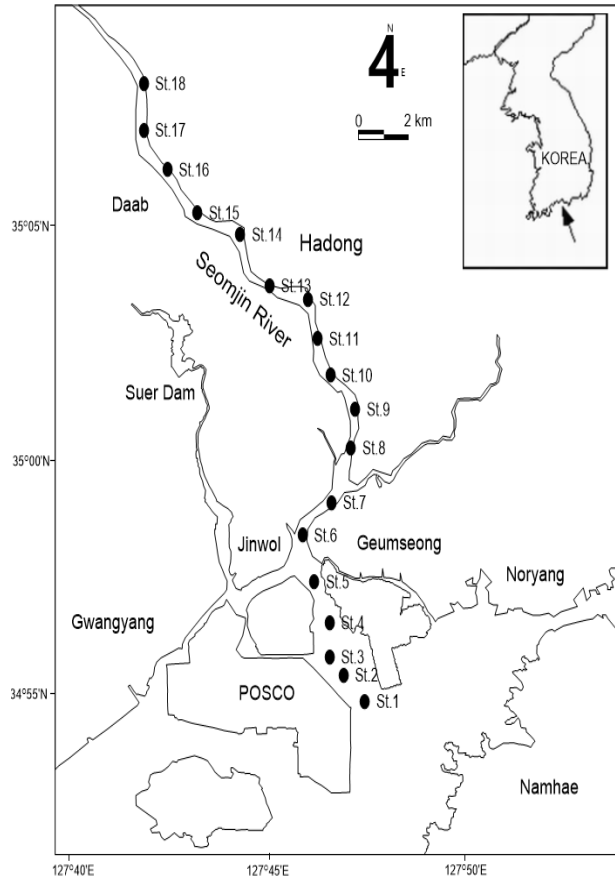 N
4
E
0 2 km
KOREA
St.18
St.17
St.16
Daab
St.15
35°05'N
St.14
Hadong
St.13
Seomjin River
St.12
St.11
St.10
Suer Dam
St.9
St.8
35°00'N
St.7
St.6
Jinwol
Geumseong
St.5
Noryang
Gwangyang
St.4
St.3
St.2
POSCO
34°55'N
St.1
Namhae
127°40'E
127°45'E
127°50'E